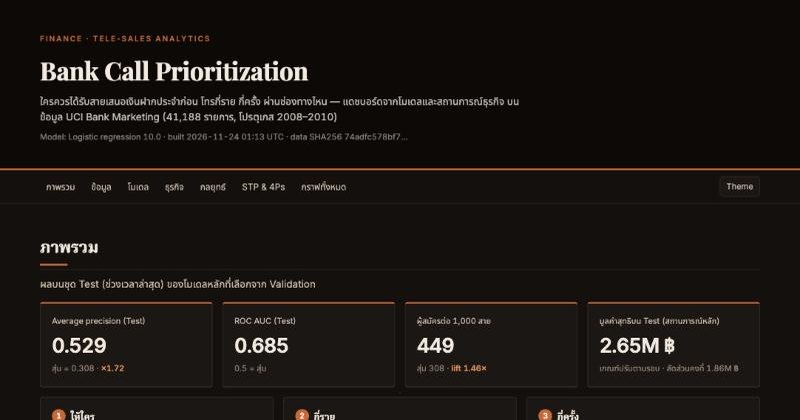 FINANCE · TELE-SALES ANALYTICS
Bank Call Prioritization
ใครควรได้รับสายเสนอเงินฝากประจำก่อน โทรกี่ราย กี่ครั้ง ผ่านช่องทางไหน — แดชบอร์ดจากโมเดลและสถานการณ์ธุรกิจ บน
ข้อมูล UCI Bank Marketing (41,188 รายการ, โปรตุเกส 2008–2010)
Model: Logistic regression 10.0 · built 2026-11-24 01:13 UTC · data SHA256 74adfc578bf7…
ภาพรวม ข้อมูล โมเดล ธุรกิจ กลยุทธ์ STP & 4Ps กราฟทั้งหมด Theme
ภาพรวม
ผลบนชุด Test (ช่วงเวลาล่าสุด) ของโมเดลหลักที่เลือกจาก Validation
Average precision (Test)
0.529
สุ่ม = 0.308 · ×1.72
ROC AUC (Test)
0.685
0.5 = สุ่ม
ผู้สมัครต่อ 1,000 สาย
449
สุ่ม 308 · lift 1.46×
มูลค่าสุทธิบน Test (สถานการณ์หลัก)
2.65M ฿
เกณฑ์ปรับตามรอบ · สัดส่วนคงที่ 1.86M ฿
1 ให้ใคร
2 กี่ราย
3 กี่ครั้ง